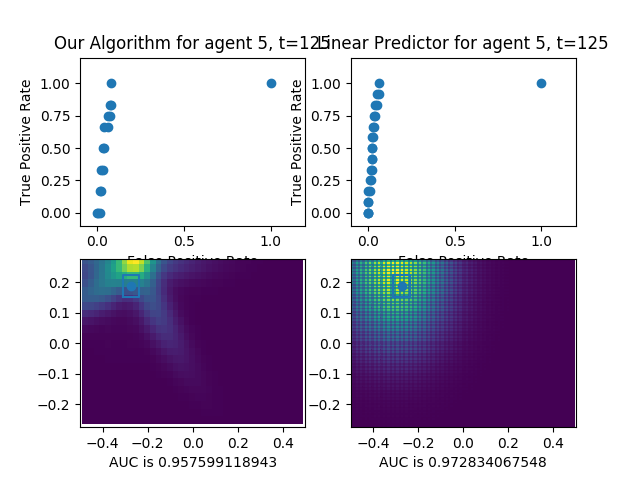 Our Algorithm for agent 5, t=125
Linear Predictor for agent 5, t=125
True Positive Rate
1.00
0.75
0.50
0.25
0.00
0.0 0.5 1.0
False Positive Rate
True Positive Rate
1.00
0.75
0.50
0.25
0.00
0.0 0.5 1.0
False Positive Rate
0.2
0.1
0.0
−0.1
−0.2
−0.4 −0.2 0.0 0.2 0.4
AUC is 0.957599118943
0.2
0.1
0.0
−0.1
−0.2
−0.4 −0.2 0.0 0.2 0.4
AUC is 0.972834067548